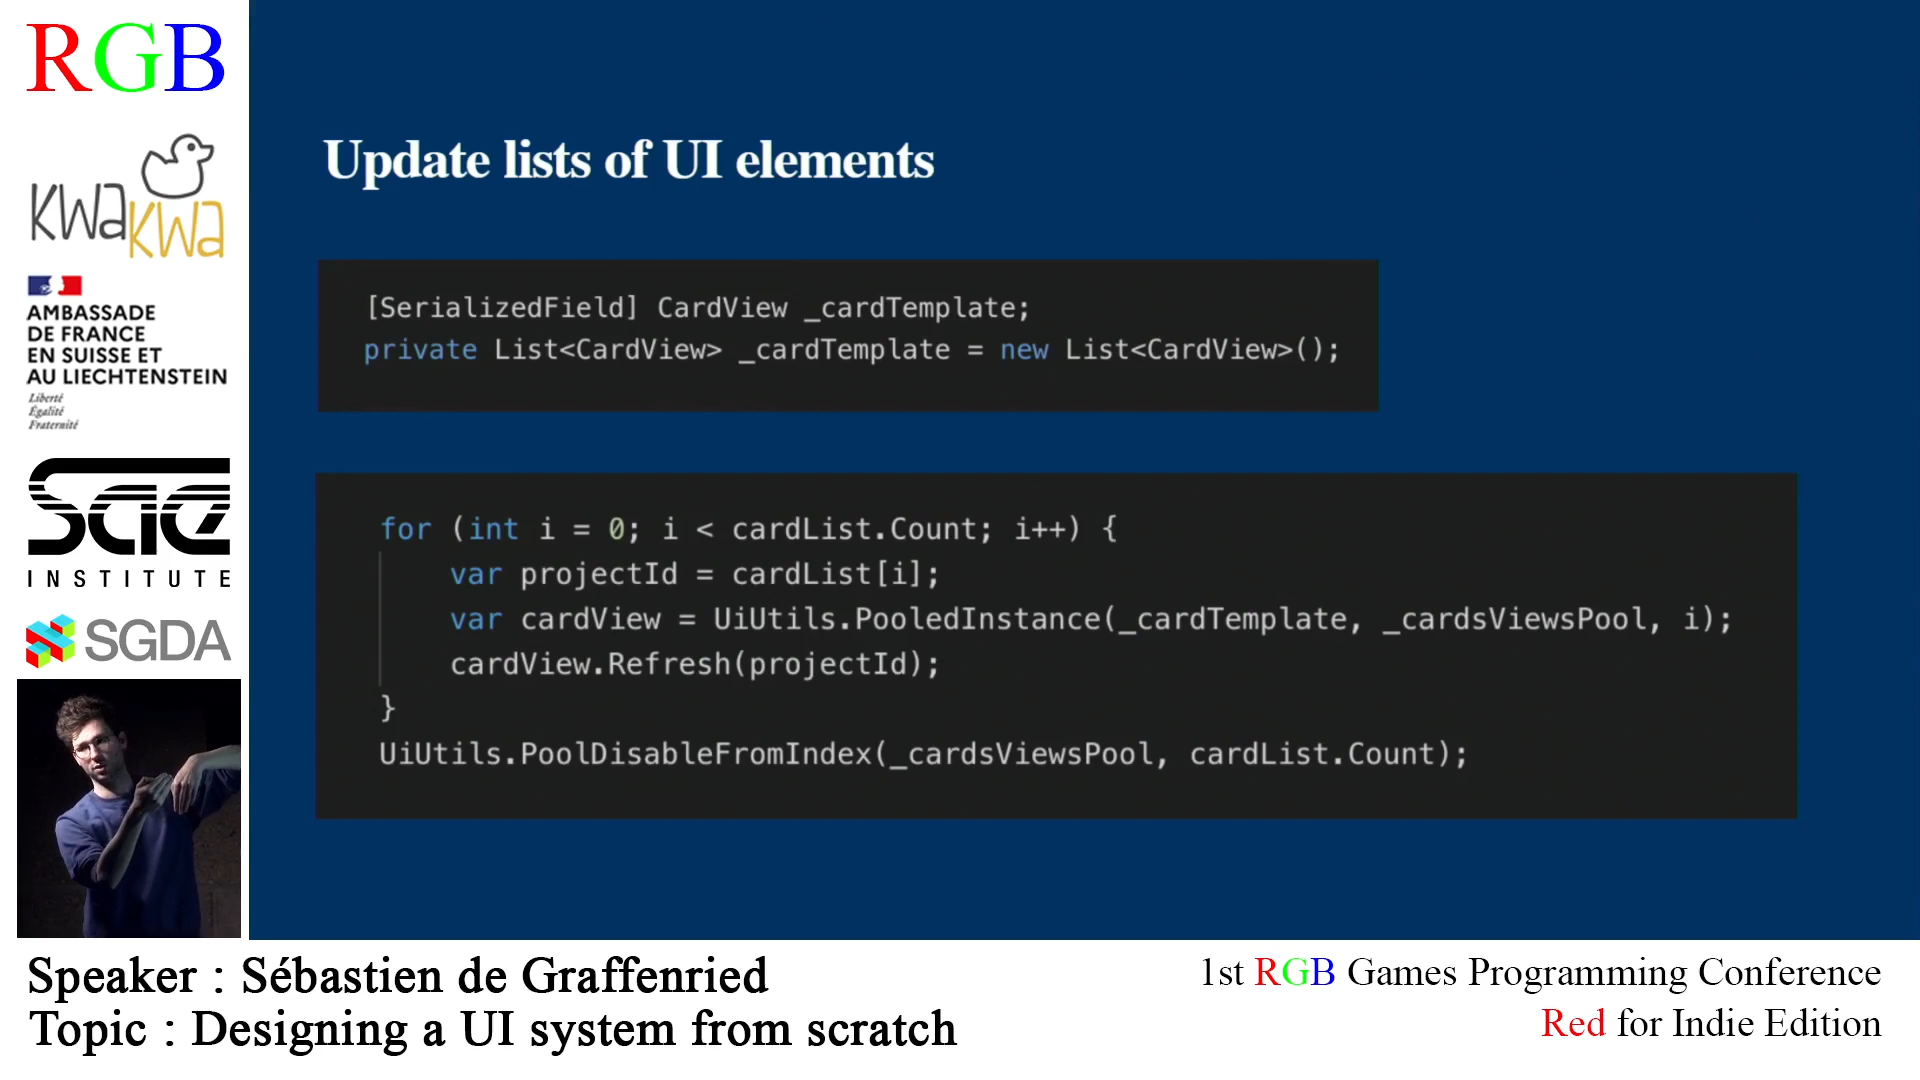 RGB
KWAKWA
AMBASSADE
DE FRANCE
EN SUISSE ET
AU LIECHTENSTEIN
Liberté
Égalité
Fraternité
SAE
INSTITUTE
SGDA
Update lists of UI elements
[SerializedField] CardView _cardTemplate;
private List<CardView> _cardTemplate = new List<CardView>();
for (int i = 0; i < cardList.Count; i++) {
var projectId = cardList[i];
var cardView = UiUtils.PooledInstance(_cardTemplate, _cardsViewsPool, i);
cardView.Refresh(projectId);
}
UiUtils.PoolDisableFromIndex(_cardsViewsPool, cardList.Count);
Speaker : Sébastien de Graffenried
Topic : Designing a UI system from scratch
1st RGB Games Programming Conference
Red for Indie Edition